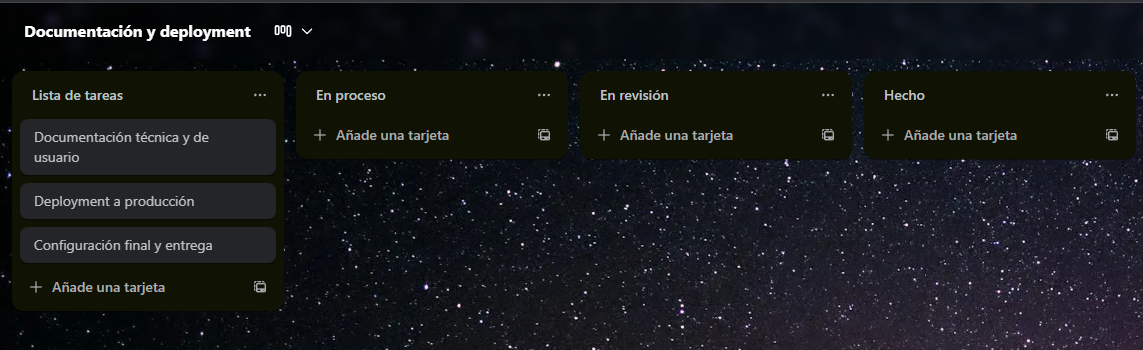 Documentación y deployment
Lista de tareas
Documentación técnica y de
usuario
Deployment a producción
Configuración final y entrega
Añade una tarjeta
En proceso
Añade una tarjeta
En revisión
Añade una tarjeta
Hecho
Añade una tarjeta